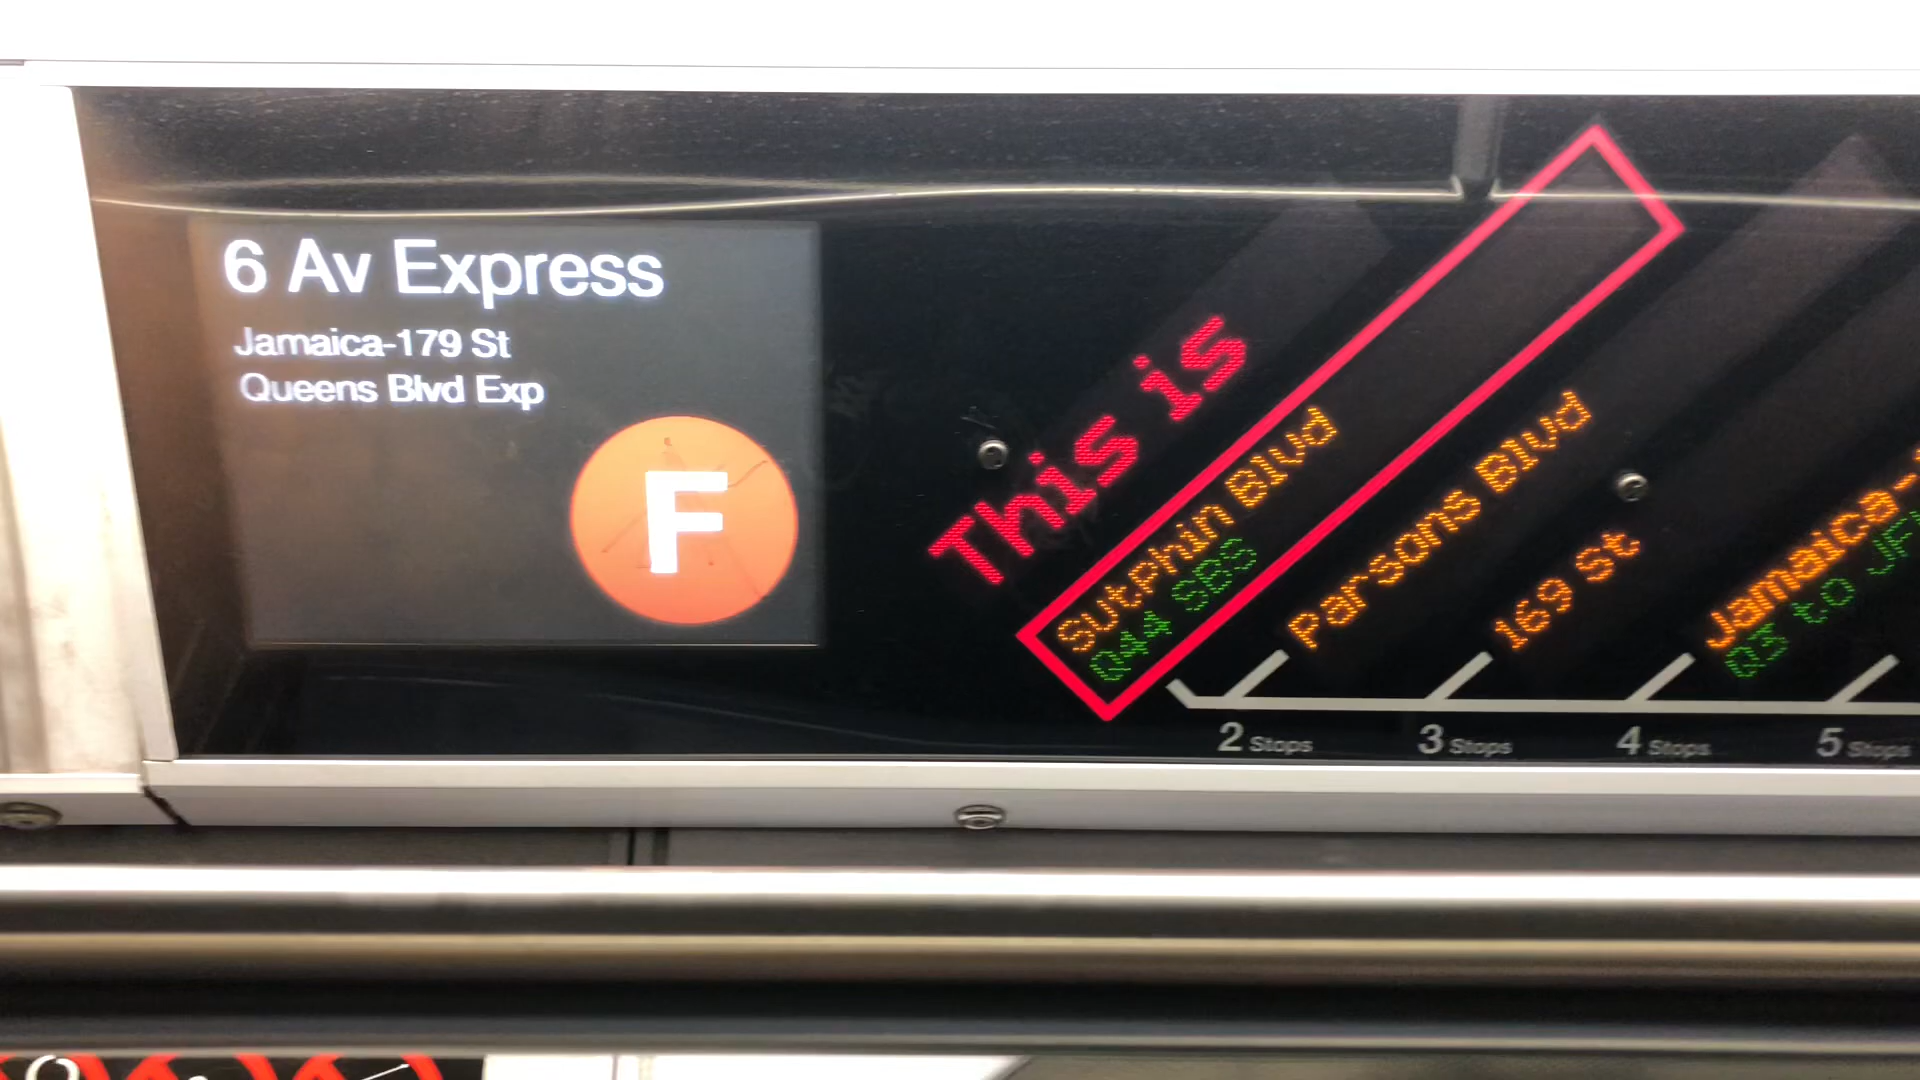 6 Av Express
Jamaica-179 St
Queens Blvd Exp
F
This is
Sutphin Blvd
Q44 SBS
Parsons Blvd
169 St
Jamaica-
Q3 to JF
2 Stops
3 Stops
4 Stops
5 Stops